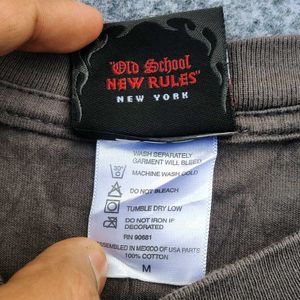 "Old School
NEW RULES"
NEW YORK
WASH SEPARATELY
GARMENT WILL BLEED
30°
MACHINE WASH COLD
DO NOT BLEACH
TUMBLE DRY LOW
DO NOT IRON IF
DECORATED
RN 90681
ASSEMBLED IN MEXICO OF USA PARTS
100% COTTON
M